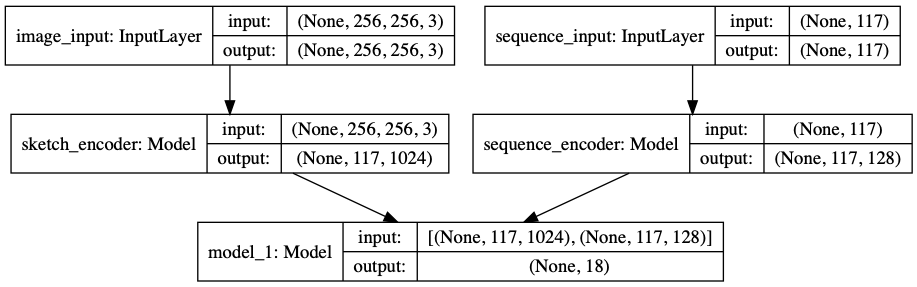 image_input: InputLayer
input:
(None, 256, 256, 3)
output:
(None, 256, 256, 3)
sequence_input: InputLayer
input:
(None, 117)
output:
(None, 117)
sketch_encoder: Model
input:
(None, 256, 256, 3)
output:
(None, 117, 1024)
sequence_encoder: Model
input:
(None, 117)
output:
(None, 117, 128)
model_1: Model
input:
[(None, 117, 1024), (None, 117, 128)]
output:
(None, 18)